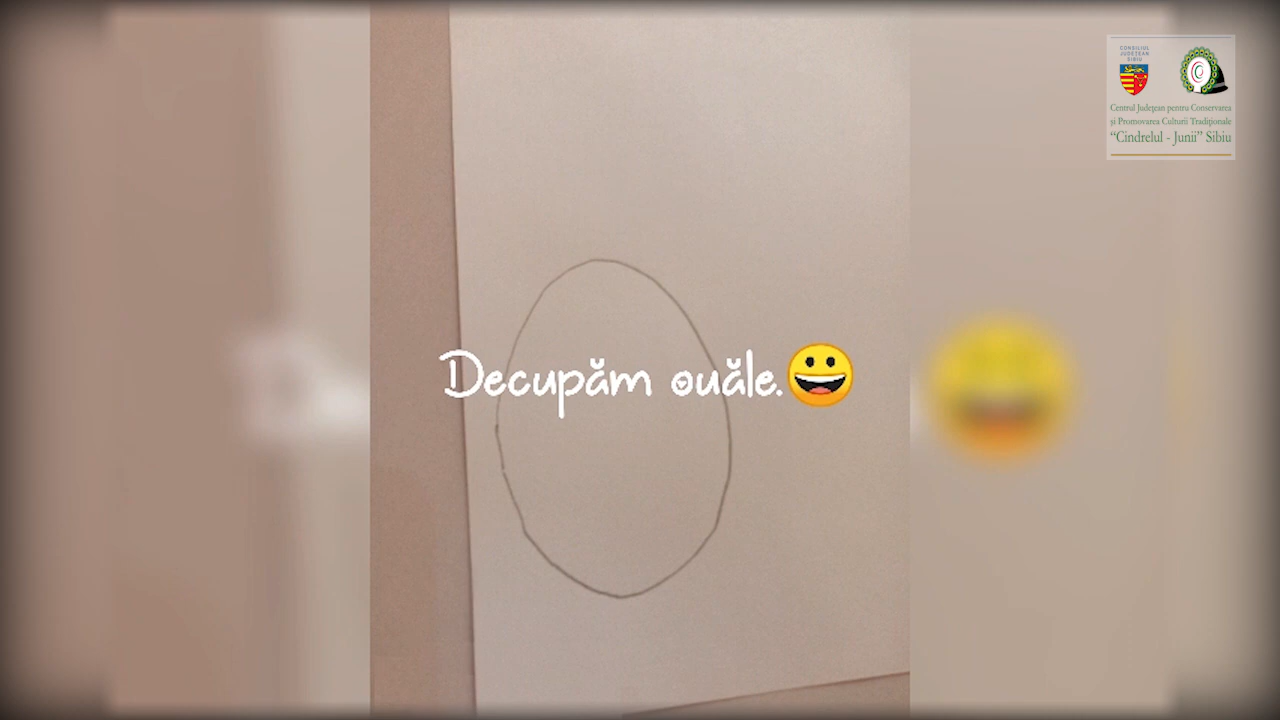 CONSILIUL
JUDEȚEAN
SIBIU
Centrul Județean pentru Conservarea
și Promovarea Culturii Tradiționale
“Cindrelul - Junii” Sibiu
Decupăm ouăle.😀